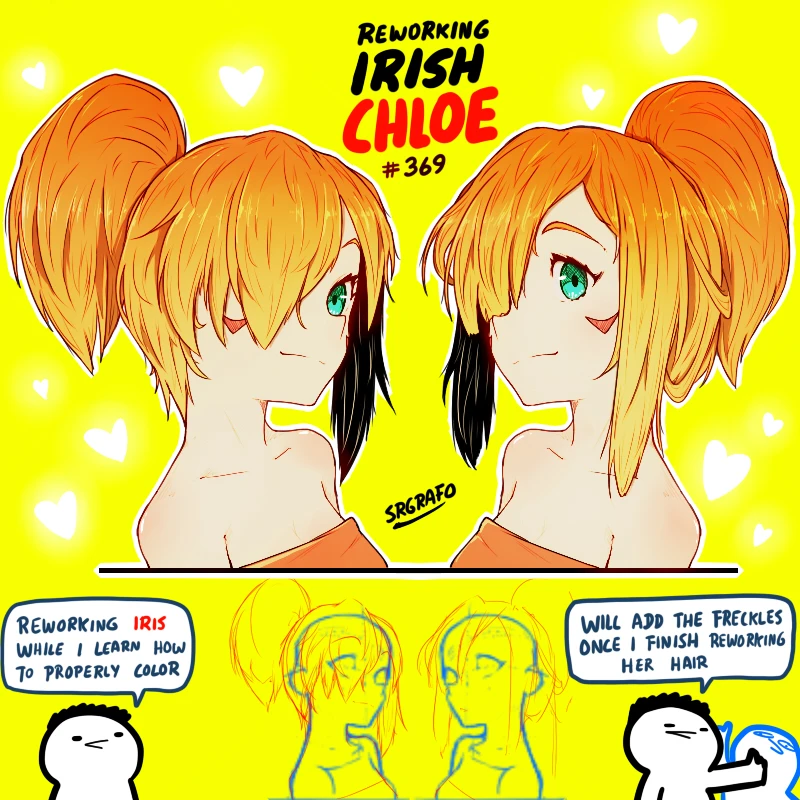 REWORKING
IRISH
CHLOE
#369
SRGRAFO
REWORKING IRIS
WHILE I LEARN HOW
TO PROPERLY COLOR
WILL ADD THE FRECKLES
ONCE I FINISH REWORKING
HER HAIR